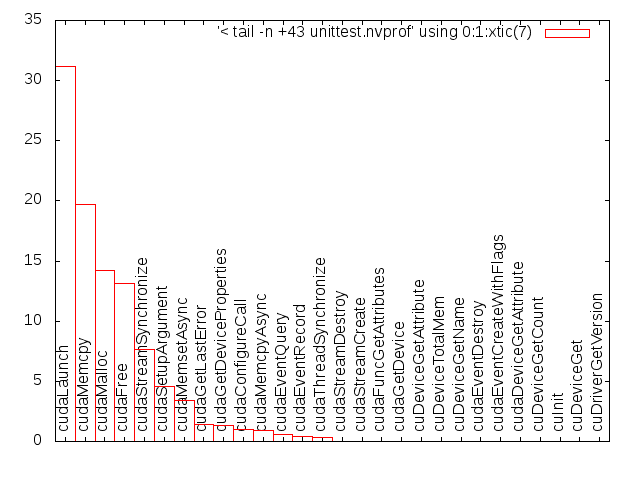 '< tail -n +43 unittest.nvprof' using 0:1:xtic(7)
35
30
25
20
15
10
5
0
cudaLaunch
cudaMemcpy
cudaMalloc
cudaFree
cudaStreamSynchronize
cudaSetupArgument
cudaMemsetAsync
cudaGetLastError
cudaGetDeviceProperties
cudaConfigureCall
cudaMemcpyAsync
cudaEventQuery
cudaEventRecord
cudaThreadSynchronize
cudaStreamDestroy
cudaStreamCreate
cudaFuncGetAttributes
cudaGetDevice
cuDeviceGetAttribute
cuDeviceTotalMem
cuDeviceGetName
cudaEventDestroy
cudaEventCreateWithFlags
cudaDeviceGetAttribute
cuDeviceGetCount
cuInit
cuDeviceGet
cuDriverGetVersion